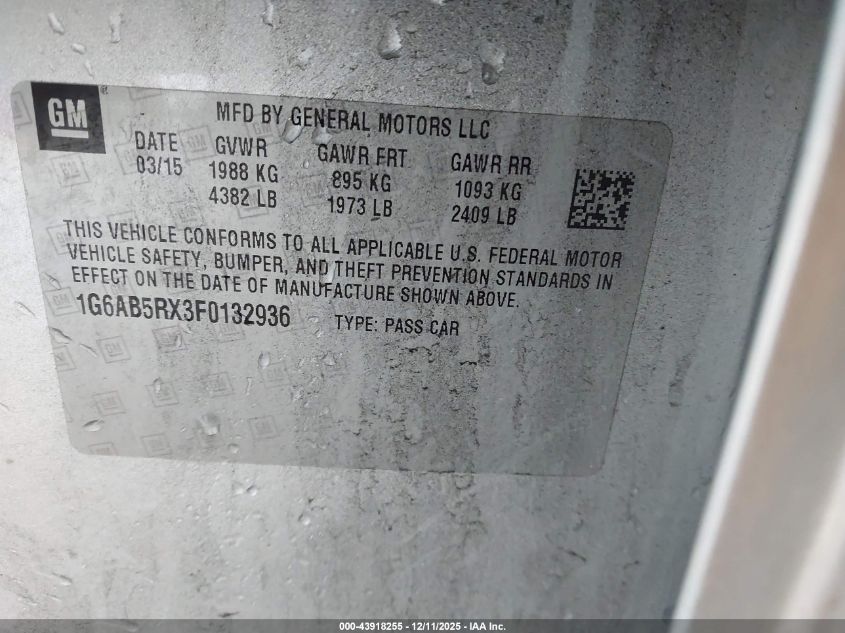 GM
MFD BY GENERAL MOTORS LLC
DATE GVWR GAWR FRT GAWR RR
03/15 1988 KG 895 KG 1093 KG
4382 LB 1973 LB 2409 LB
THIS VEHICLE CONFORMS TO ALL APPLICABLE U.S. FEDERAL MOTOR
VEHICLE SAFETY, BUMPER, AND THEFT PREVENTION STANDARDS IN
EFFECT ON THE DATE OF MANUFACTURE SHOWN ABOVE.
1G6AB5RX3F0132936 TYPE: PASS CAR
000-43918255 - 12/11/2025 - IAA Inc.